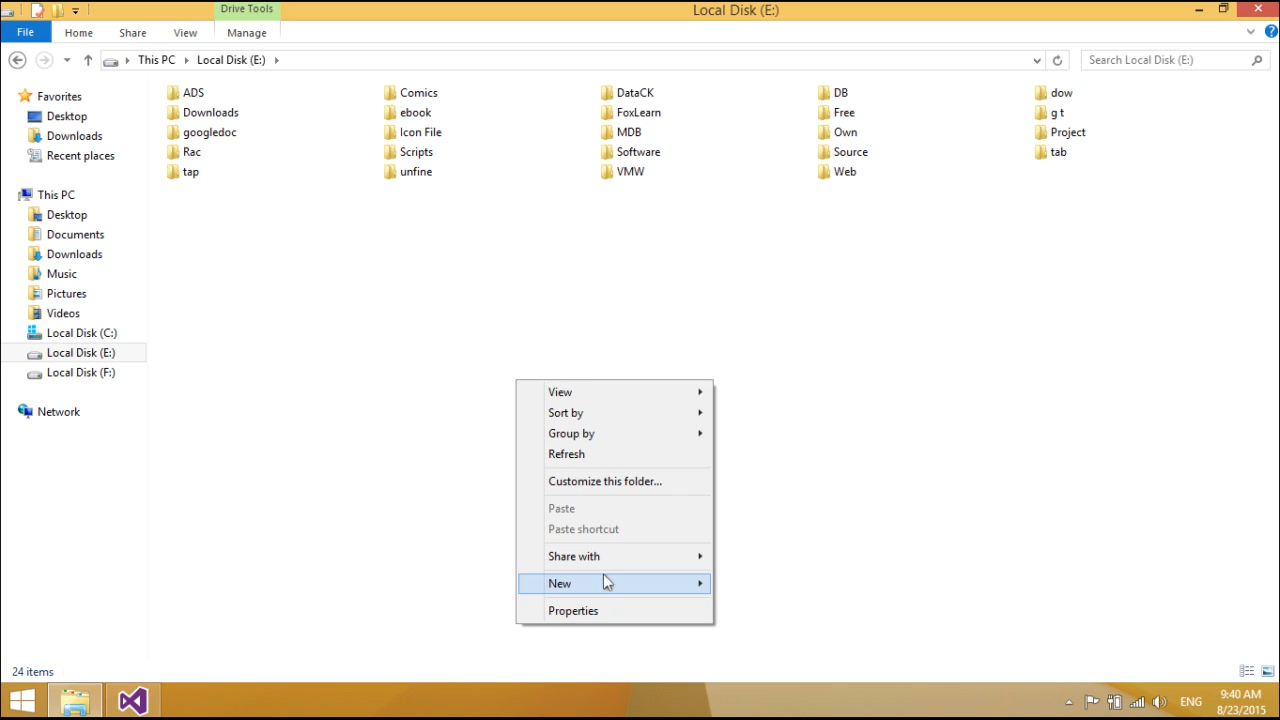 Drive Tools
Local Disk (E:)
File Home Share View Manage
This PC Local Disk (E:)
Search Local Disk (E:)
Favorites
Desktop
Downloads
Recent places
This PC
Desktop
Documents
Downloads
Music
Pictures
Videos
Local Disk (C:)
Local Disk (E:)
Local Disk (F:)
Network
ADS Comics DataCK DB dow
Downloads ebook FoxLearn Free g t
googledoc Icon File MDB Own Project
Rac Scripts Software Source tab
tap unfine VMW Web
View
Sort by
Group by
Refresh
Customize this folder...
Paste
Paste shortcut
Share with
New
Properties
24 items
ENG
9:40 AM
8/23/2015